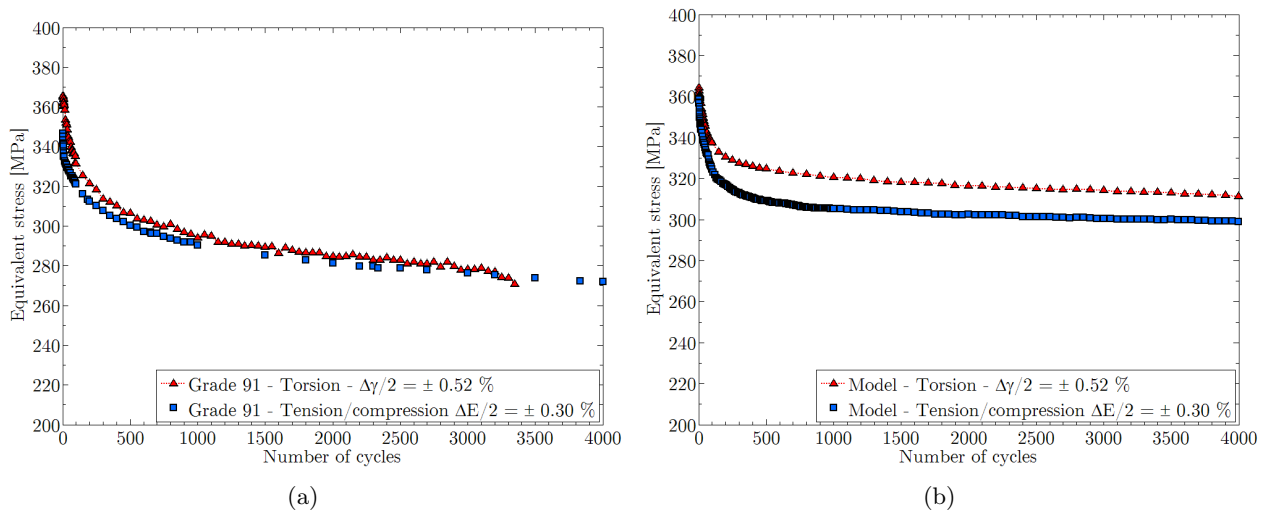 400
380
360
340
320
300
280
260
240
220
200
Equivalent stress [MPa]
0 500 1000 1500 2000 2500 3000 3500 4000
Number of cycles
Grade 91 - Torsion - Δγ/2 = ± 0.52 %
Grade 91 - Tension/compression ΔE/2 = ± 0.30 %
(a)
400
380
360
340
320
300
280
260
240
220
200
Equivalent stress [MPa]
0 500 1000 1500 2000 2500 3000 3500 4000
Number of cycles
Model - Torsion - Δγ/2 = ± 0.52 %
Model - Tension/compression ΔE/2 = ± 0.30 %
(b)